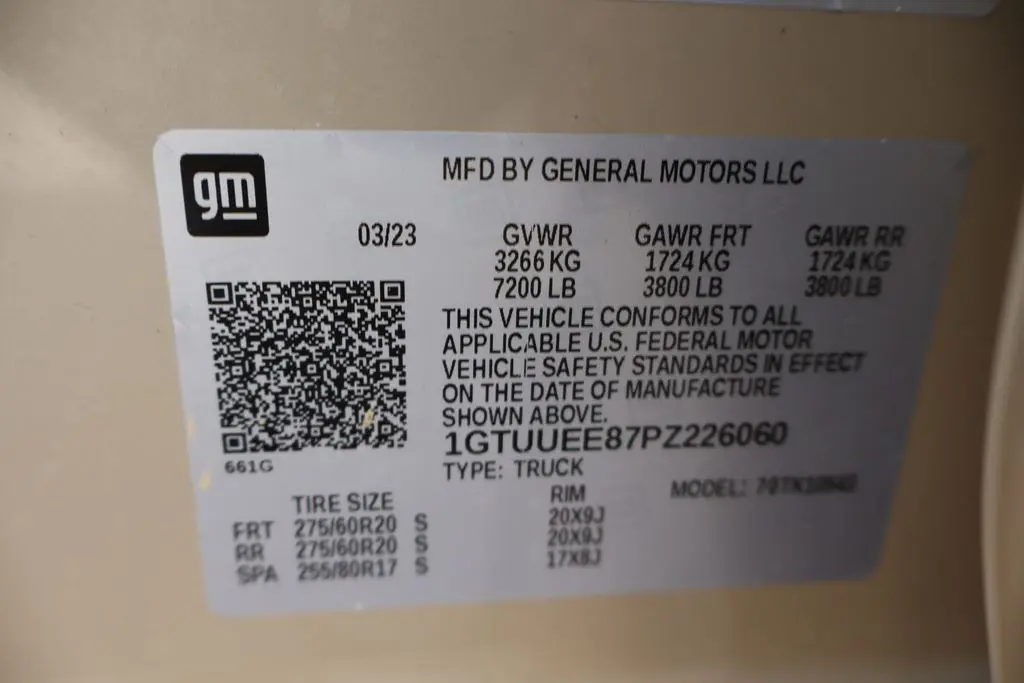 gm
MFD BY GENERAL MOTORS LLC
03/23 GVWR GAWR FRT GAWR RR
3266 KG 1724 KG 1724 KG
7200 LB 3800 LB 3800 LB
THIS VEHICLE CONFORMS TO ALL
APPLICABLE U.S. FEDERAL MOTOR
VEHICLE SAFETY STANDARDS IN EFFECT
ON THE DATE OF MANUFACTURE
SHOWN ABOVE.
1GTUUEE87PZ226060
661G
TYPE: TRUCK
MODEL:
TIRE SIZE RIM
FRT 275/60R20 S 20X9J
RR 275/60R20 S 20X9J
SPA 255/80R17 S 17X8J